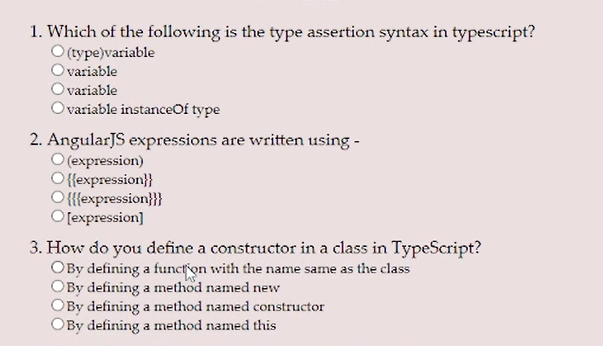 1. Which of the following is the type assertion syntax in typescript?
(type)variable
variable
variable
variable instanceOf type
2. AngularJS expressions are written using -
(expression)
{{expression}}
{{{expression}}}
[expression]
3. How do you define a constructor in a class in TypeScript?
By defining a function with the name same as the class
By defining a method named new
By defining a method named constructor
By defining a method named this